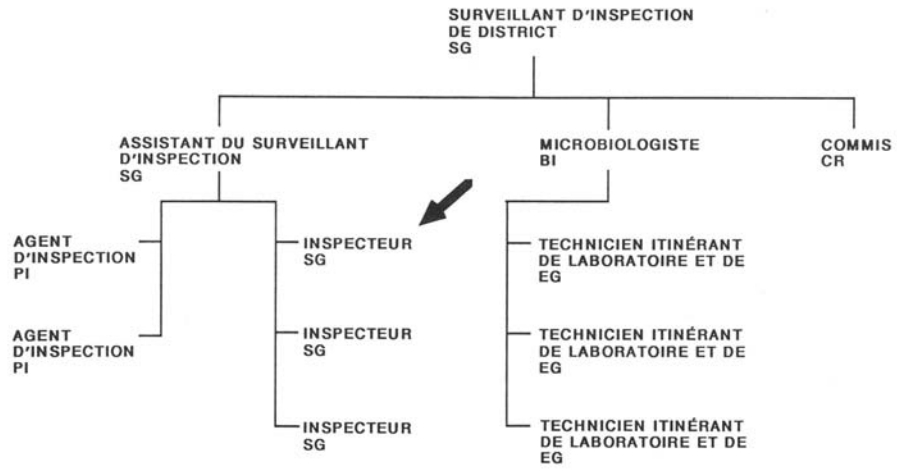 SURVEILLANT D'INSPECTION
DE DISTRICT
SG
ASSISTANT DU SURVEILLANT
D'INSPECTION
SG
MICROBIOLOGISTE
BI
COMMIS
CR
AGENT
D'INSPECTION
PI
AGENT
D'INSPECTION
PI
INSPECTEUR
SG
INSPECTEUR
SG
INSPECTEUR
SG
TECHNICIEN ITINÉRANT
DE LABORATOIRE ET DE
EG
TECHNICIEN ITINÉRANT
DE LABORATOIRE ET DE
EG
TECHNICIEN ITINÉRANT
DE LABORATOIRE ET DE
EG